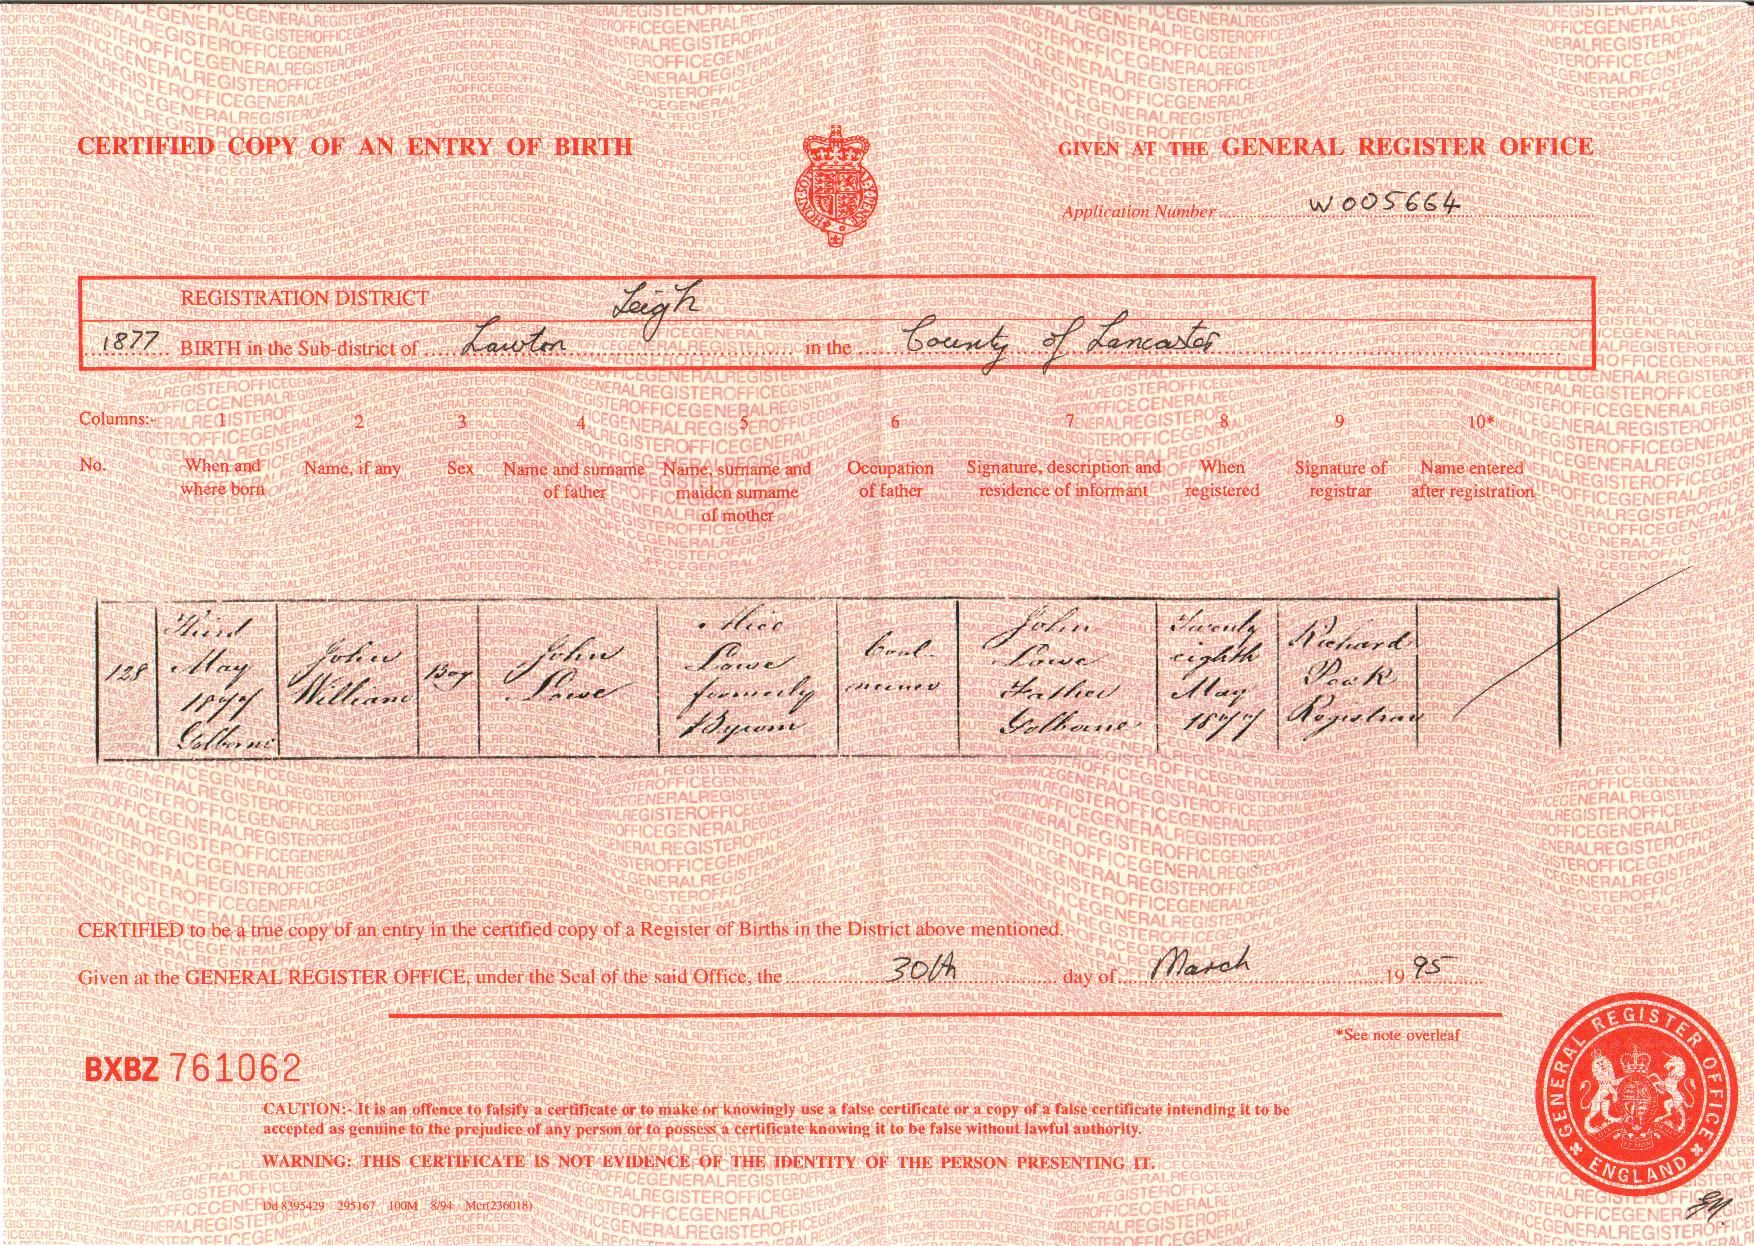 CERTIFIED COPY OF AN ENTRY OF BIRTH
GIVEN AT THE GENERAL REGISTER OFFICE
Application Number W005664
REGISTRATION DISTRICT Leigh
1877 BIRTH in the Sub-district of Lawton in the County of Lancaster
Columns:- 1 2 3 4 5 6 7 8 9 10*
No. When and where born Name, if any Sex Name and surname of father Name, surname and maiden surname of mother Occupation of father Signature, description and residence of informant When registered Signature of registrar Name entered after registration
128
Third
May
1877
Golborne
John
William
Boy
John
Lowe
Alice
Lowe
formerly
Byrom
Coal
miner
John
Lowe
Father
Golborne
Twenty
eighth
May
1877
Richard
Registrar
CERTIFIED to be a true copy of an entry in the certified copy of a Register of Births in the District above mentioned.
Given at the GENERAL REGISTER OFFICE, under the Seal of the said Office, the 30th day of March 1995
*See note overleaf
BXBZ 761062
CAUTION:- It is an offence to falsify a certificate or to make or knowingly use a false certificate or a copy of a false certificate intending it to be
accepted as genuine to the prejudice of any person or to possess a certificate knowing it to be false without lawful authority.
WARNING: THIS CERTIFICATE IS NOT EVIDENCE OF THE IDENTITY OF THE PERSON PRESENTING IT.
Dd 8395429 295167 100M 8/94 Mcr(236018)
GENERAL REGISTER OFFICE
ENGLAND